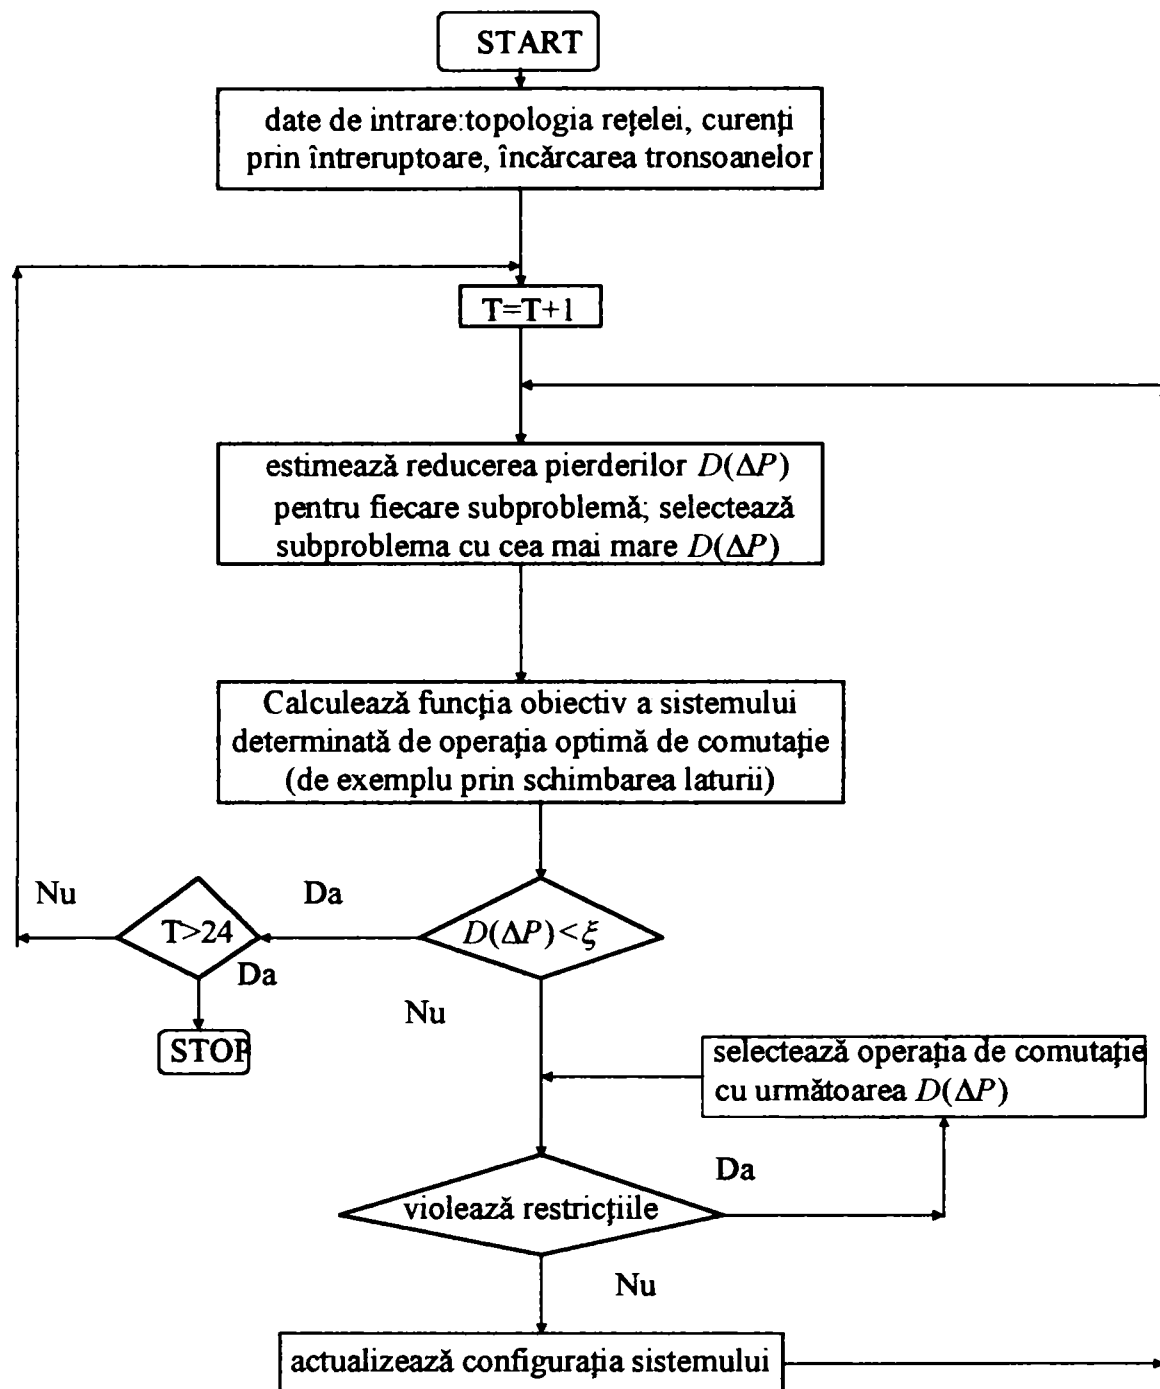 START
date de intrare:topologia rețelei, curenți
prin întreruptoare, încărcarea tronsoanelor
T=T+1
estimează reducerea pierderilor D(ΔP)
pentru fiecare subproblemă; selectează
subproblema cu cea mai mare D(ΔP)
Calculează funcția obiectiv a sistemului
determinată de operația optimă de comutație
(de exemplu prin schimbarea laturii)
Nu
Da
T>24
D(ΔP)<ξ
Da
Nu
STOP
selectează operația de comutație
cu următoarea D(ΔP)
Da
violează restricțiile
Nu
actualizează configurația sistemului